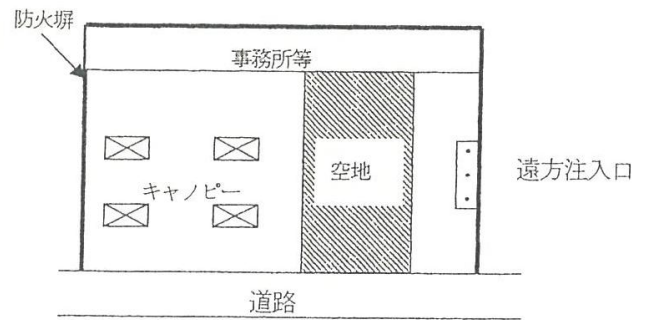 防火塀
事務所等
空地
遠方注入口
キャノピー
道路